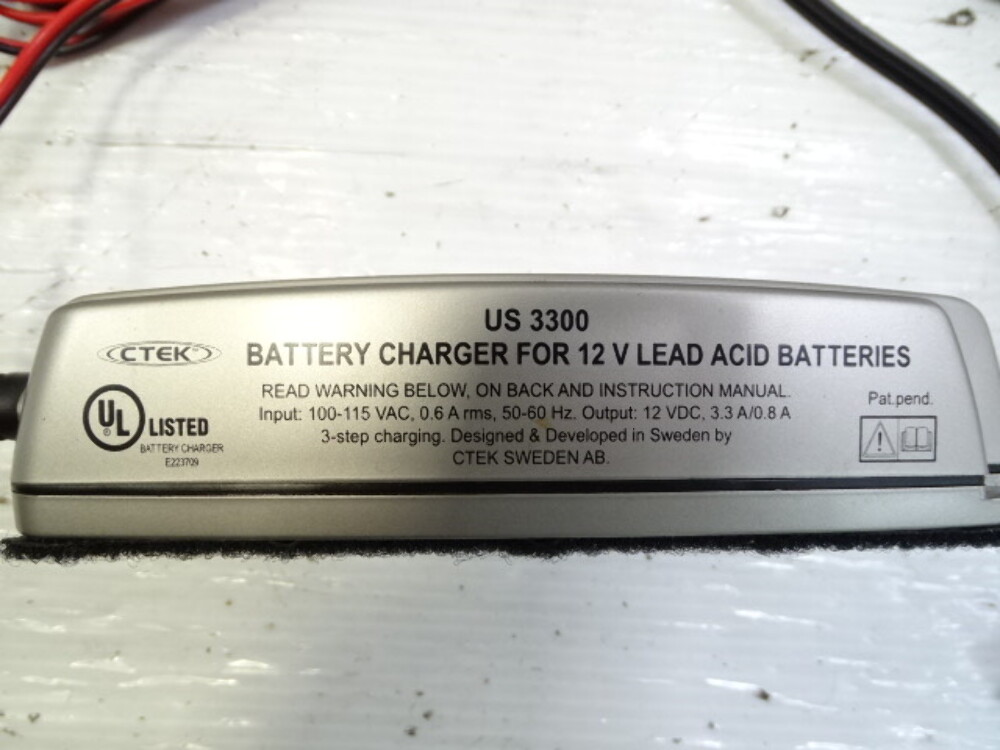 US 3300
CTEK
BATTERY CHARGER FOR 12 V LEAD ACID BATTERIES
READ WARNING BELOW, ON BACK AND INSTRUCTION MANUAL.
Input: 100-115 VAC, 0.6 A rms, 50-60 Hz. Output: 12 VDC, 3.3 A/0.8 A
3-step charging. Designed & Developed in Sweden by
CTEK SWEDEN AB.
UL
®
LISTED
BATTERY CHARGER
E223709
Pat.pend.